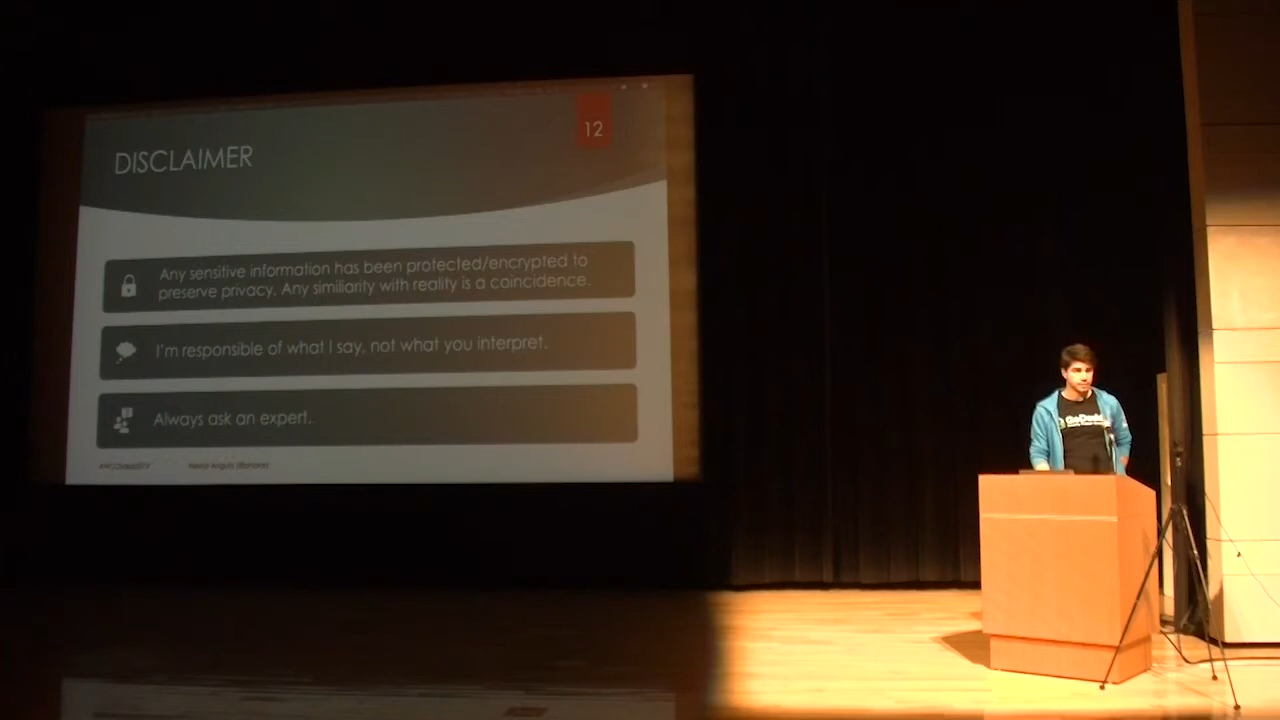 12
DISCLAIMER
Any sensitive information has been protected/encrypted to
preserve privacy. Any similiarity with reality is a coincidence.
I'm responsible of what I say, not what you interpret.
Always ask an expert.